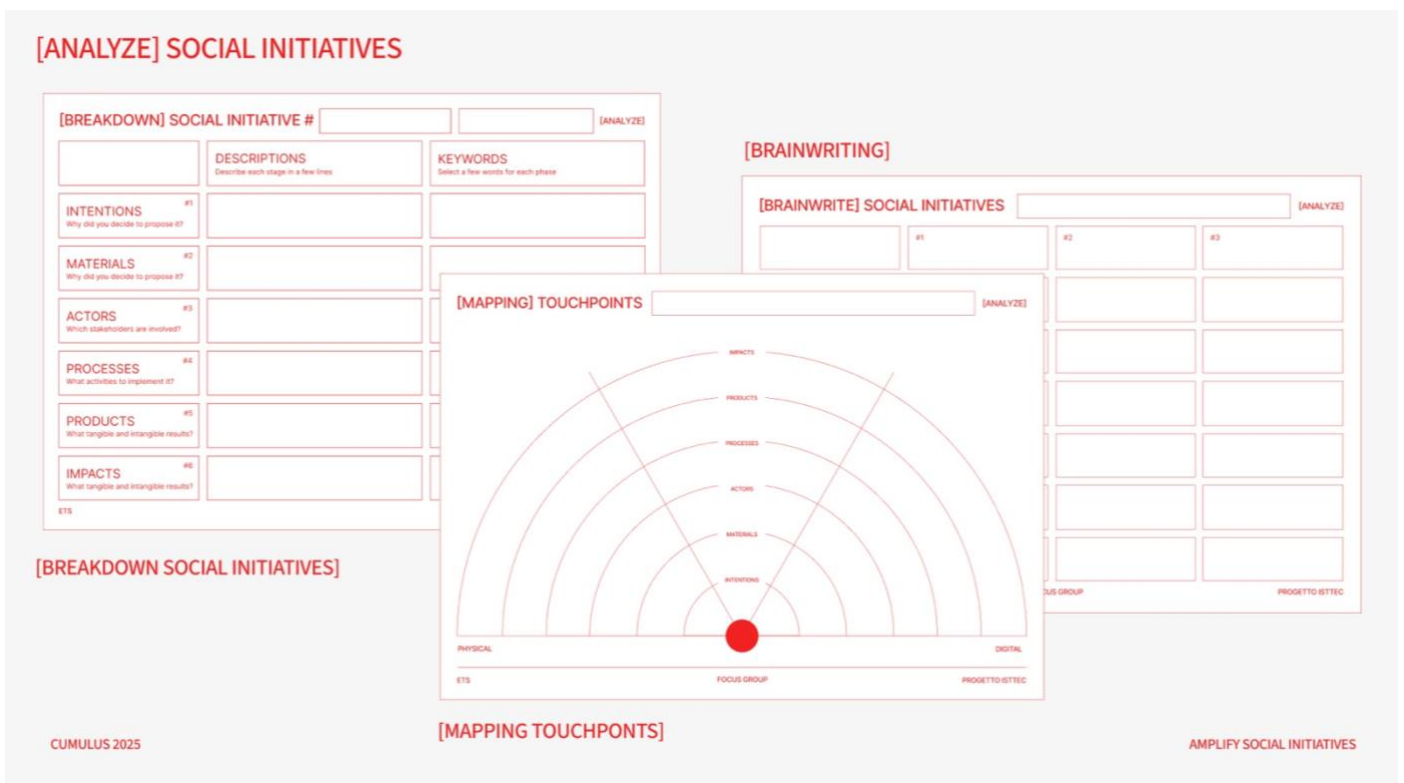 [ANALYZE] SOCIAL INITIATIVES
[BREAKDOWN] SOCIAL INITIATIVE #
[ANALYZE]
DESCRIPTIONS
Describe each stage in a few lines
KEYWORDS
Select a few words for each phase
INTENTIONS #1
Why did you decide to propose it?
MATERIALS #2
Why did you decide to propose it?
ACTORS #3
Which stakeholders are involved?
PROCESSES #4
What activities to implement it?
PRODUCTS #5
What tangible and intangible results?
IMPACTS #6
What tangible and intangible results?
ETS
[BREAKDOWN SOCIAL INITIATIVES]
[MAPPING] TOUCHPOINTS
[ANALYZE]
IMPACTS
PRODUCTS
PROCESSES
ACTORS
MATERIALS
INTENTIONS
PHYSICAL
DIGITAL
ETS
FOCUS GROUP
PROGETTO ISTTEC
[MAPPING TOUCHPONTS]
[BRAINWRITING]
[BRAINWRITE] SOCIAL INITIATIVES
[ANALYZE]
#1
#2
#3
CUS GROUP
PROGETTO ISTTEC
CUMULUS 2025
AMPLIFY SOCIAL INITIATIVES